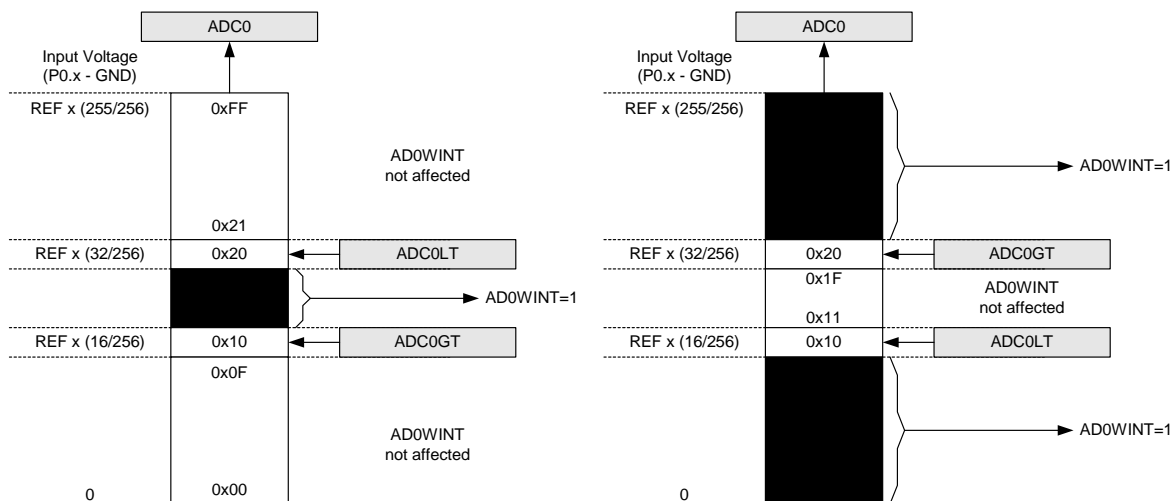 ADC0
Input Voltage
(P0.x - GND)
REF x (255/256)
0xFF
AD0WINT
not affected
0x21
REF x (32/256)
0x20
ADC0LT
AD0WINT=1
REF x (16/256)
0x10
ADC0GT
0x0F
AD0WINT
not affected
0
0x00
ADC0
Input Voltage
(P0.x - GND)
REF x (255/256)
AD0WINT=1
REF x (32/256)
0x20
ADC0GT
0x1F
AD0WINT
not affected
0x11
REF x (16/256)
0x10
ADC0LT
AD0WINT=1
0